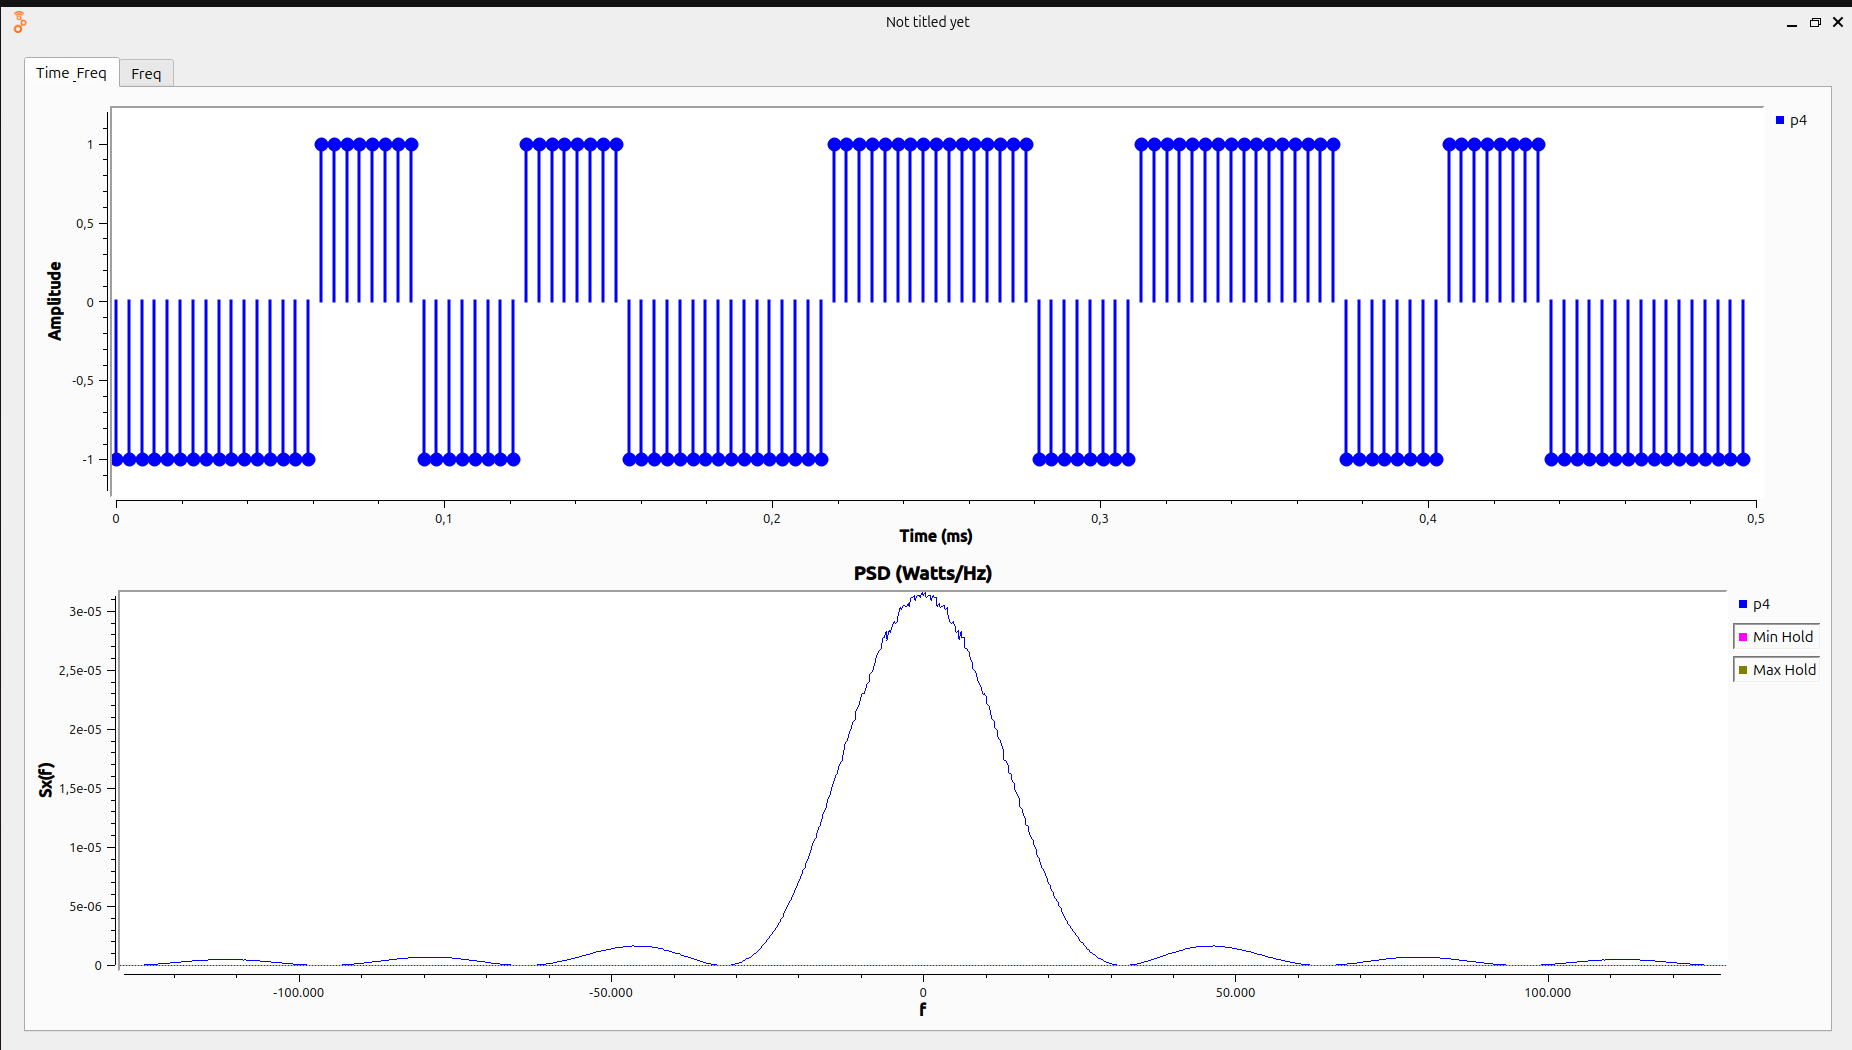 Not titled yet
Time_Freq
Freq
p4
1
0,5
0
-0,5
-1
Amplitude
0
0,1
0,2
0,3
0,4
0,5
Time (ms)
PSD (Watts/Hz)
p4
Min Hold
Max Hold
3e-05
2,5e-05
2e-05
1,5e-05
1e-05
5e-06
0
Sx(f)
-100.000
-50.000
0
50.000
100.000
f